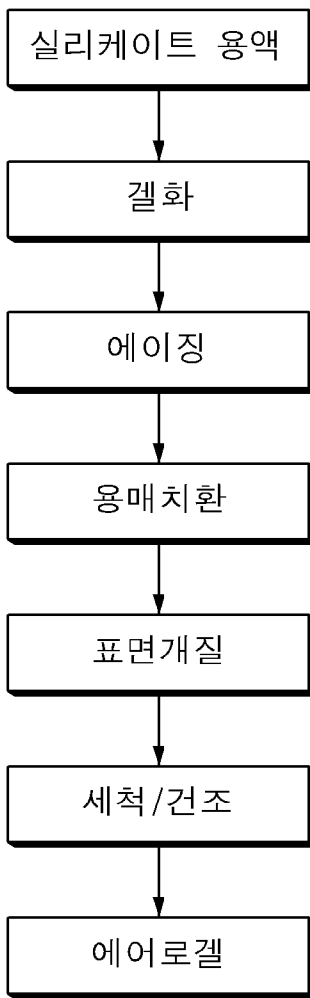 실리케이트 용액
겔화
에이징
용매치환
표면개질
세척/건조
에어로겔